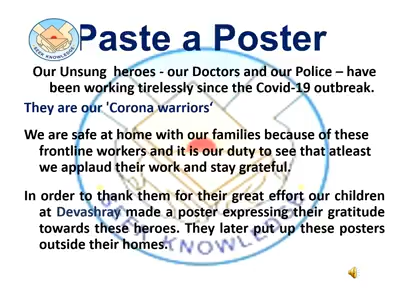 Paste a Poster
SEEK KNOWLEDGE
Our Unsung heroes - our Doctors and our Police – have
been working tirelessly since the Covid-19 outbreak.
They are our 'Corona warriors‘
We are safe at home with our families because of these
frontline workers and it is our duty to see that atleast
we applaud their work and stay grateful.
In order to thank them for their great effort our children
at Devashray made a poster expressing their gratitude
towards these heroes. They later put up these posters
outside their homes.
SEEK KNOWLEDGE